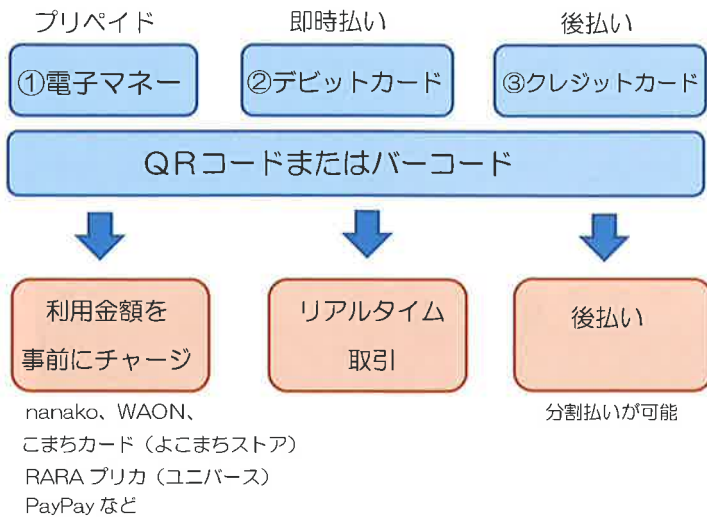 プリペイド 即時払い 後払い
①電子マネー ②デビットカード ③クレジットカード
QRコードまたはバーコード
利用金額を リアルタイム 後払い
事前にチャージ 取引
nanako、WAON、 分割払いが可能
こまちカード（よこまちストア）
RARA プリカ（ユニバース）
PayPay など